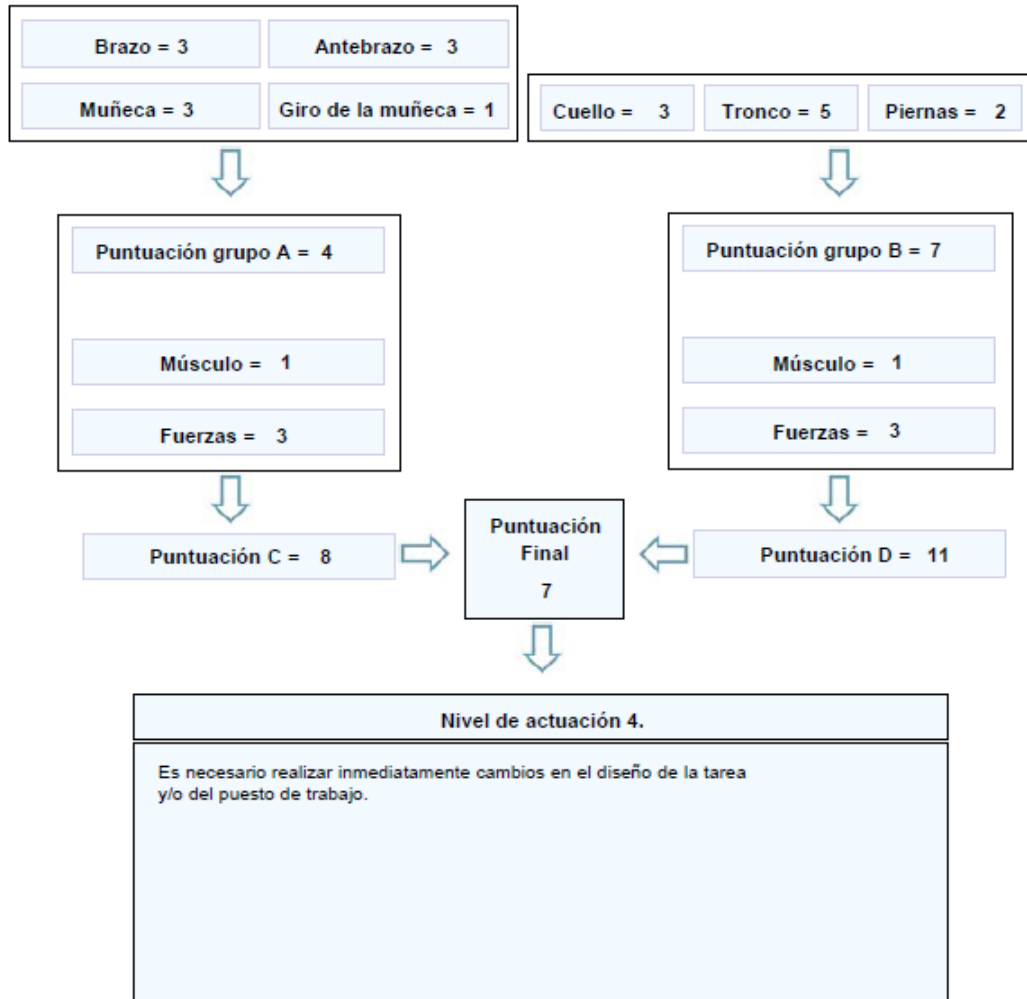 Brazo = 3
Antebrazo = 3
Muñeca = 3
Giro de la muñeca = 1
Cuello = 3
Tronco = 5
Piernas = 2
Puntuación grupo A = 4
Músculo = 1
Fuerzas = 3
Puntuación grupo B = 7
Músculo = 1
Fuerzas = 3
Puntuación C = 8
Puntuación
Final
7
Puntuación D = 11
Nivel de actuación 4.
Es necesario realizar inmediatamente cambios en el diseño de la tarea
y/o del puesto de trabajo.